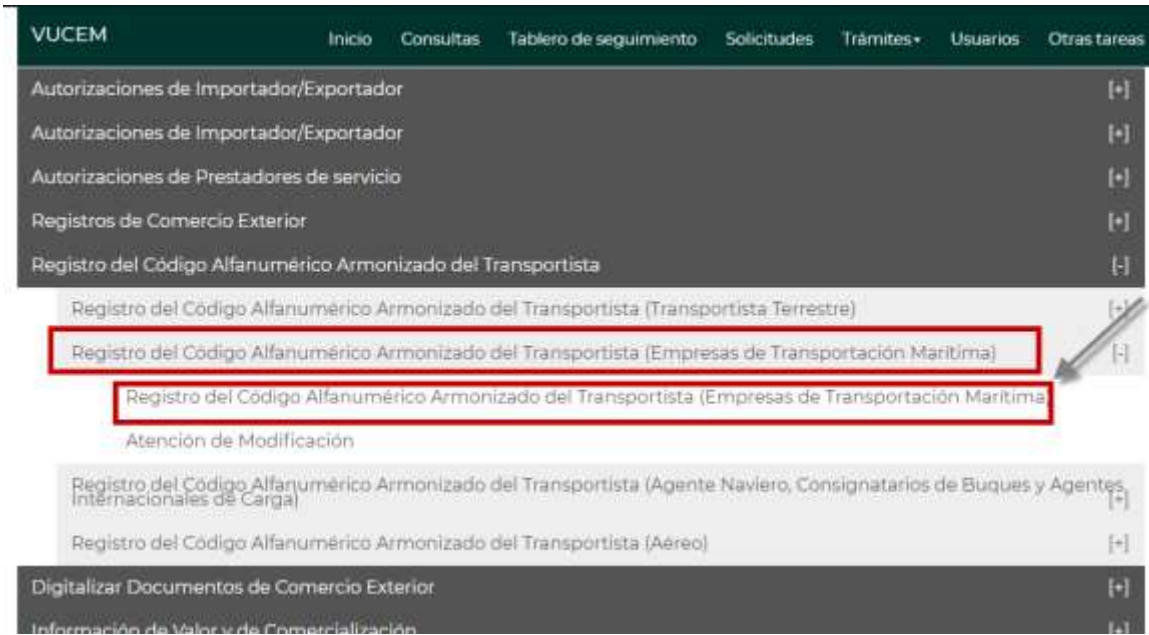 VUCEM Inicio Consultas Tablero de seguimiento Solicitudes Trámites Usuarios Otras tareas
Autorizaciones de Importador/Exportador [+]
Autorizaciones de Importador/Exportador [+]
Autorizaciones de Prestadores de servicio [+]
Registros de Comercio Exterior [+]
Registro del Código Alfanumérico Armonizado del Transportista [-]
Registro del Código Alfanumérico Armonizado del Transportista (Transportista Terrestre) [+]
Registro del Código Alfanumérico Armonizado del Transportista (Empresas de Transportación Marítima) [-]
Registro del Código Alfanumérico Armonizado del Transportista (Empresas de Transportación Marítima
Atención de Modificación
Registro del Código Alfanumérico Armonizado del Transportista (Agente Naviero, Consignatarios de Buques y Agentes
Internacionales de Carga) [+]
Registro del Código Alfanumérico Armonizado del Transportista (Aéreo) [+]
Digitalizar Documentos de Comercio Exterior [+]
Información de Valor y de Comercialización [+]